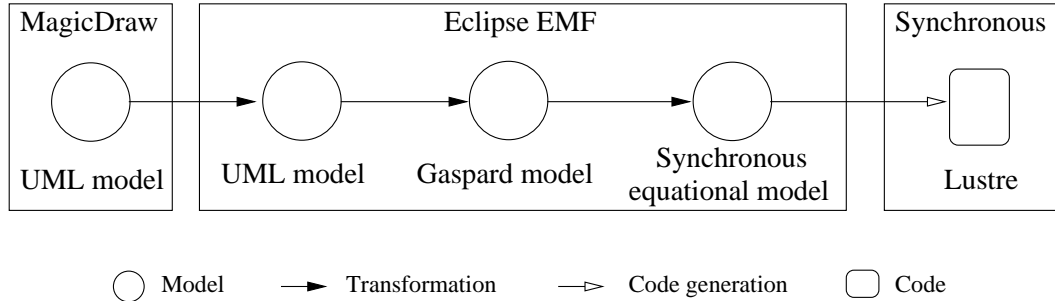 MagicDraw
Eclipse EMF
Synchronous
UML model
UML model
Gaspard model
Synchronous
equational model
Lustre
Model
Transformation
Code generation
Code